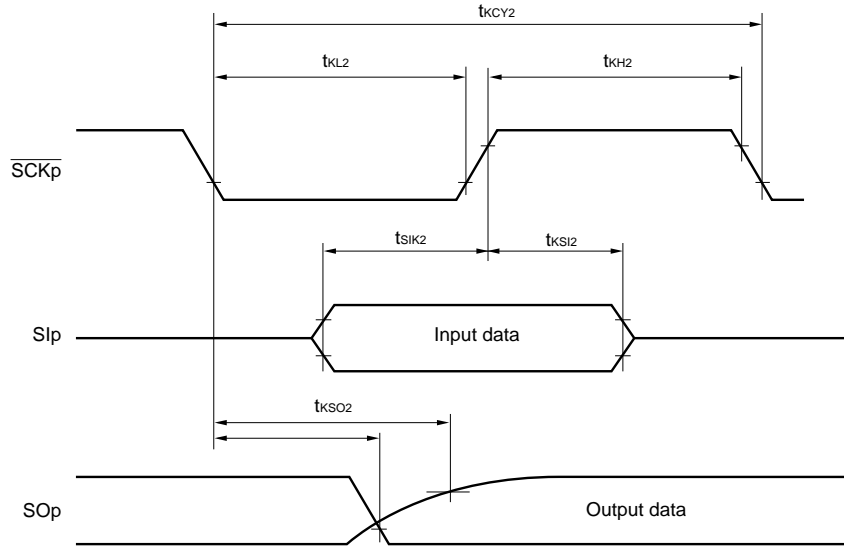 tKCY2
tKL2
tKH2
SCKp
tSIK2
tKSI2
SIp
Input data
tKSO2
SOp
Output data